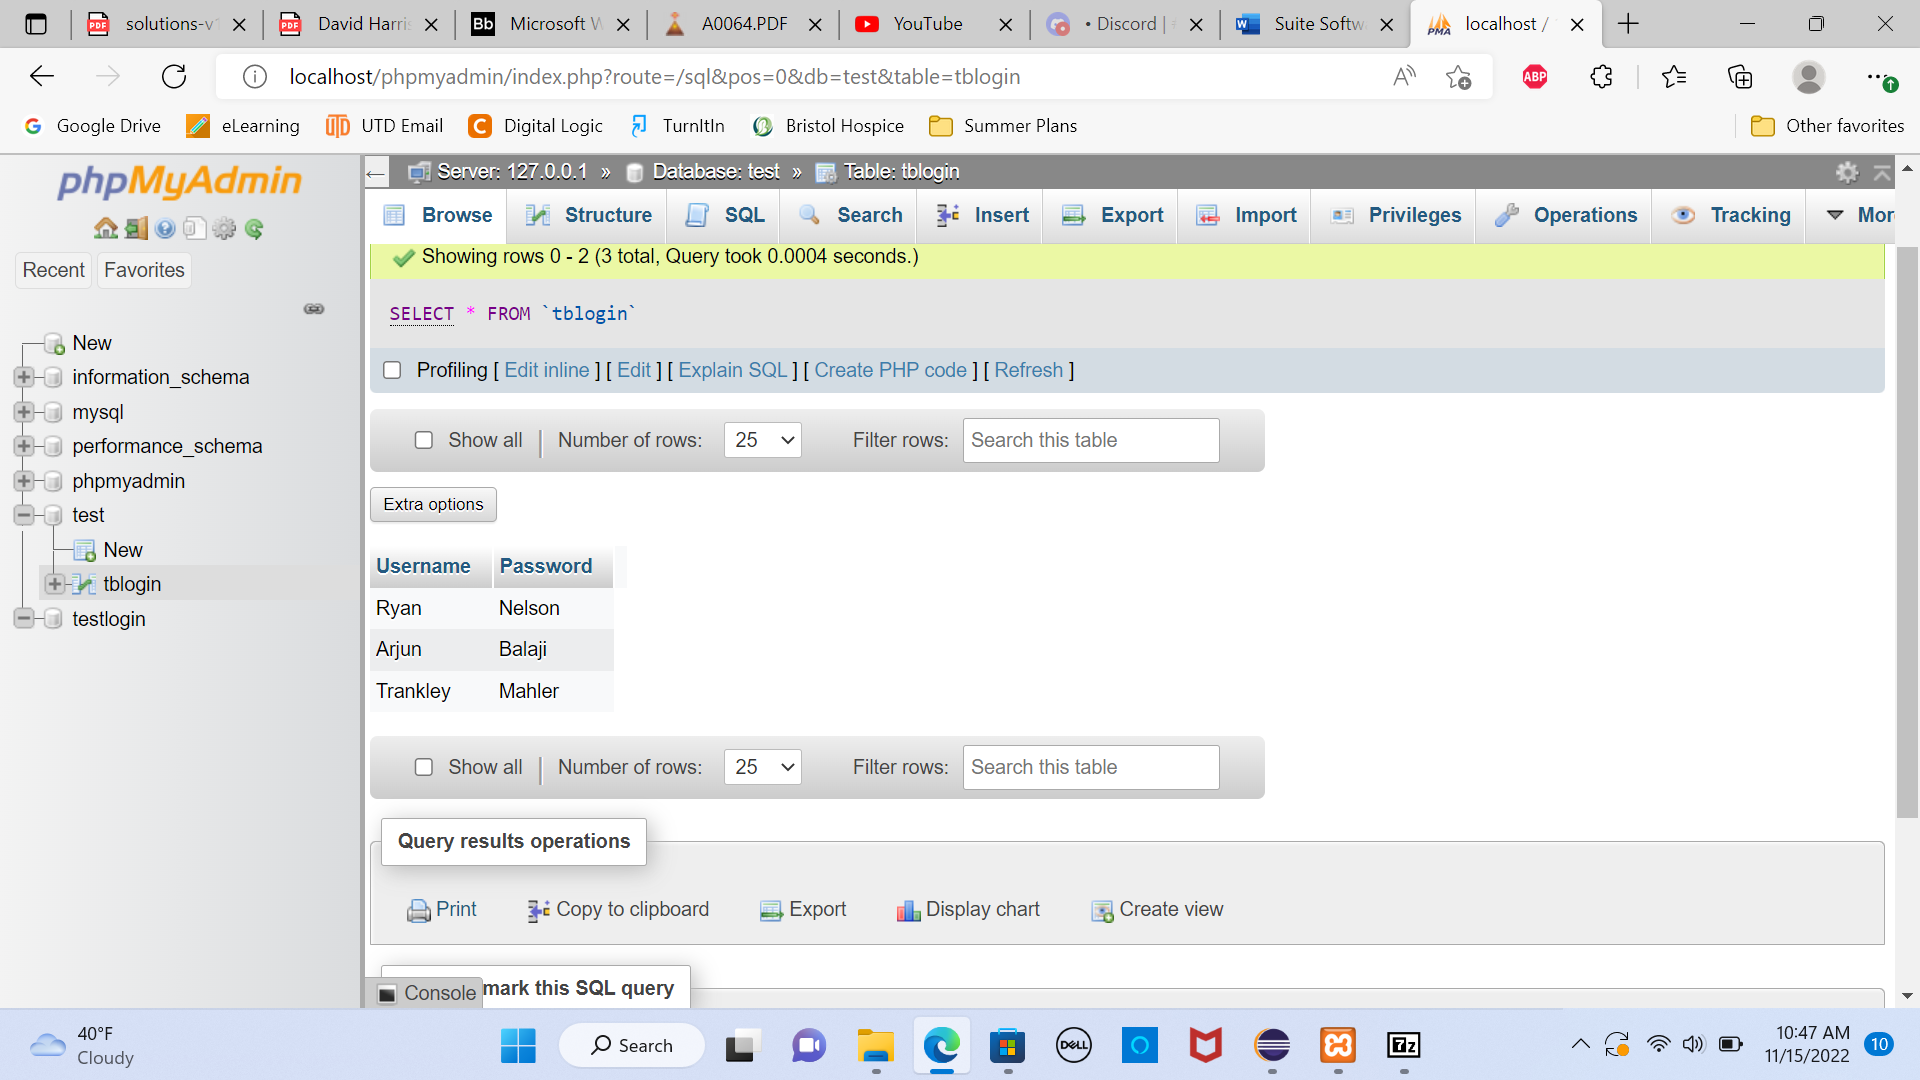 solutions-v1
David Harris
Bb Microsoft W
A0064.PDF
YouTube
• Discord |
Suite Softw
localhost /
localhost/phpmyadmin/index.php?route=/sql&pos=0&db=test&table=tblogin
ABP
Google Drive
eLearning
UTD Email
Digital Logic
TurnItIn
Bristol Hospice
Summer Plans
Other favorites
phpMyAdmin
Recent
Favorites
New
information_schema
mysql
performance_schema
phpmyadmin
test
New
tblogin
testlogin
Server: 127.0.0.1 » Database: test » Table: tblogin
Browse
Structure
SQL
Search
Insert
Export
Import
Privileges
Operations
Tracking
Mor
Showing rows 0 - 2 (3 total, Query took 0.0004 seconds.)
SELECT * FROM `tblogin`
Profiling [ Edit inline ] [ Edit ] [ Explain SQL ] [ Create PHP code ] [ Refresh ]
Show all | Number of rows: 25 Filter rows: Search this table
Extra options
Username Password
Ryan Nelson
Arjun Balaji
Trankley Mahler
Show all | Number of rows: 25 Filter rows: Search this table
Query results operations
Print
Copy to clipboard
Export
Display chart
Create view
Console
mark this SQL query
40°F
Cloudy
Search
DELL
7z
10:47 AM
11/15/2022
10